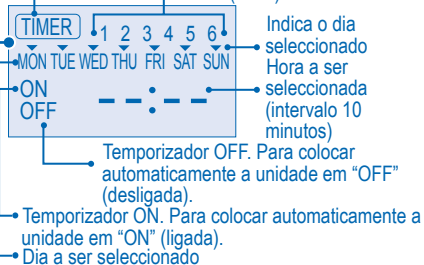 TIMER 1 2 3 4 5 6
MON TUE WED THU FRI SAT SUN
ON
OFF
--:--
Indica o dia
seleccionado
Hora a ser
seleccionada
(intervalo 10
minutos)
Temporizador OFF. Para colocar
automaticamente a unidade em “OFF”
(desligada).
Temporizador ON. Para colocar automaticamente a
unidade em “ON” (ligada).
Dia a ser seleccionado